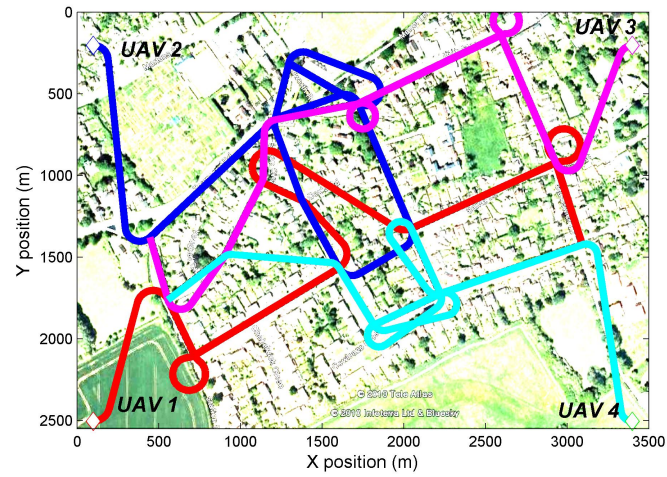 0
UAV 2
UAV 3
500
1000
Y position (m)
1500
2000
© 2010 Tele Atlas
UAV 1
© 2010 Infoterra Ltd & Bluesky
UAV 4
2500
0 500 1000 1500 2000 2500 3000 3500
X position (m)